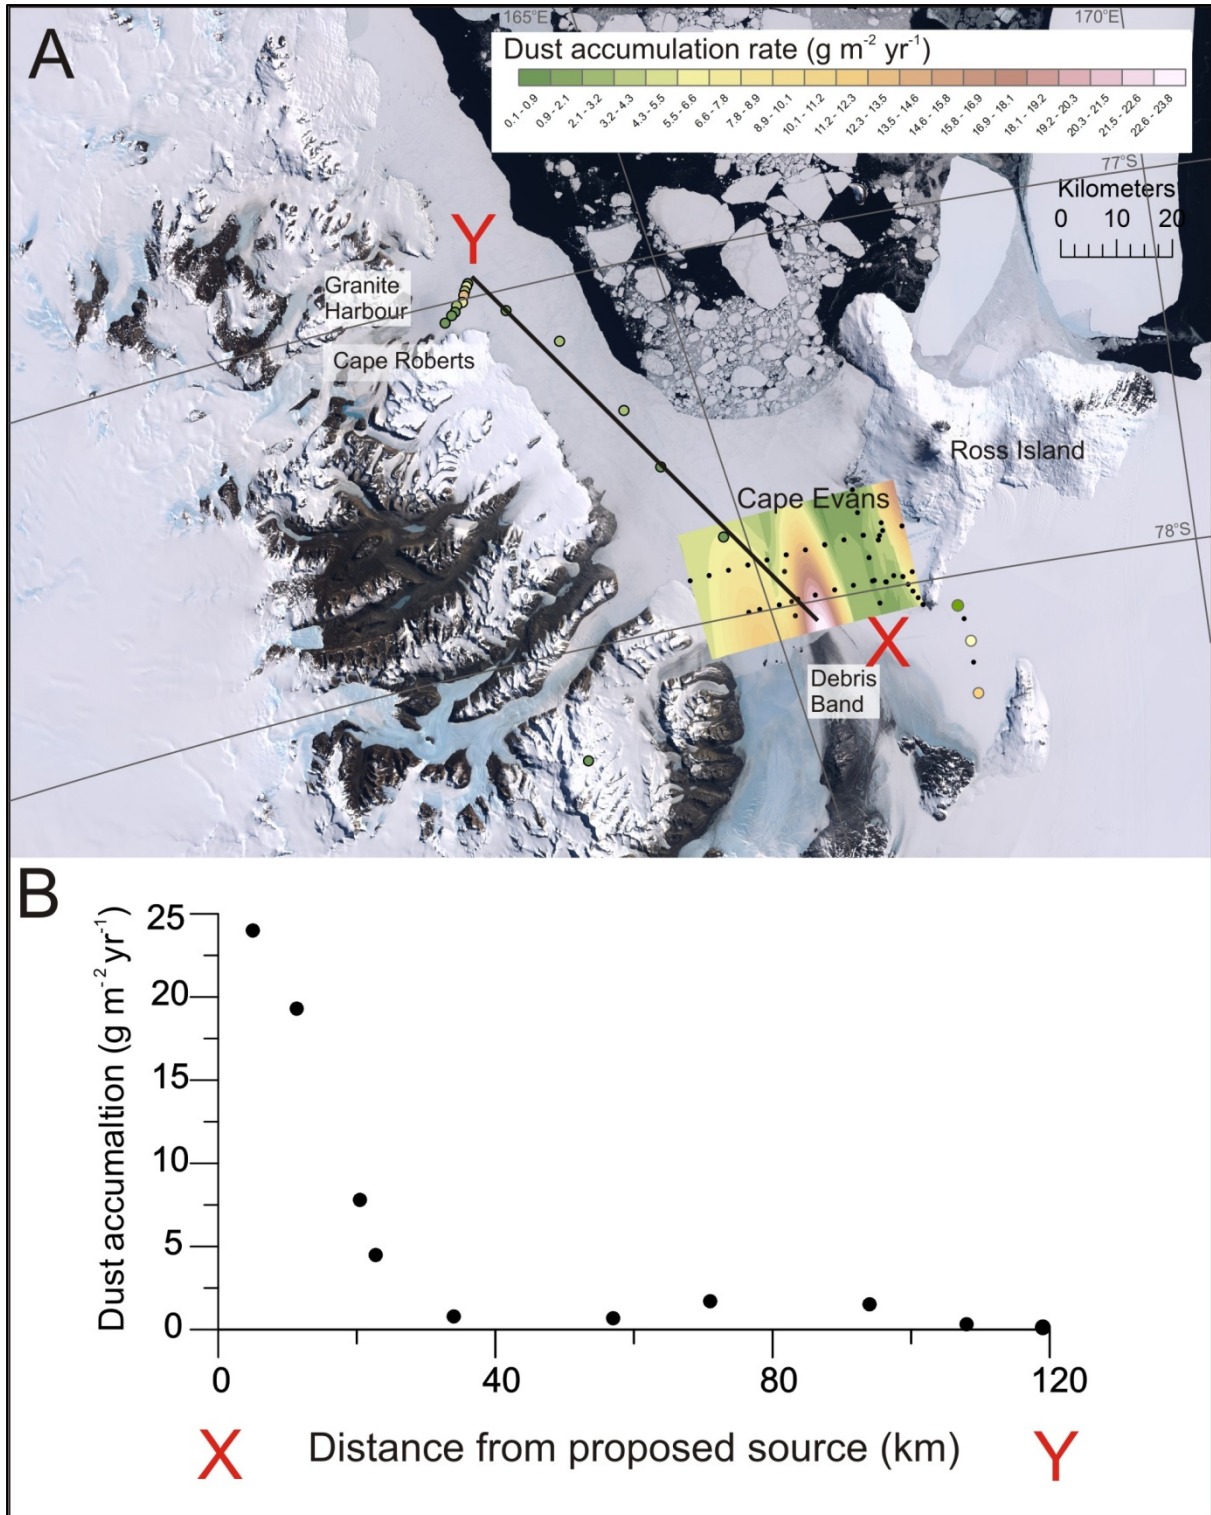 A
165°E
170°E
Dust accumulation rate (g m⁻² yr⁻¹)
0.1 - 0.9
0.9 - 2.1
2.1 - 3.2
3.2 - 4.3
4.3 - 5.5
5.5 - 6.6
6.6 - 7.8
7.8 - 8.9
8.9 - 10.1
10.1 - 11.2
11.2 - 12.3
12.3 - 13.5
13.5 - 14.6
14.6 - 15.8
15.8 - 16.9
16.9 - 18.1
18.1 - 19.2
19.2 - 20.3
20.3 - 21.5
21.5 - 22.6
22.6 - 23.8
77°S
Kilometers
0 10 20
Y
Granite
Harbour
Cape Roberts
Ross Island
Cape Evans
78°S
X
Debris
Band
B
Dust accumaltion (g m⁻² yr⁻¹)
25
20
15
10
5
0
0 40 80 120
X Distance from proposed source (km) Y